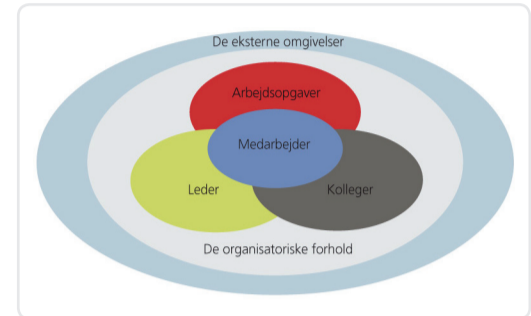 De eksterne omgivelser
Arbejdsopgaver
Medarbejder
Leder
Kolleger
De organisatoriske forhold